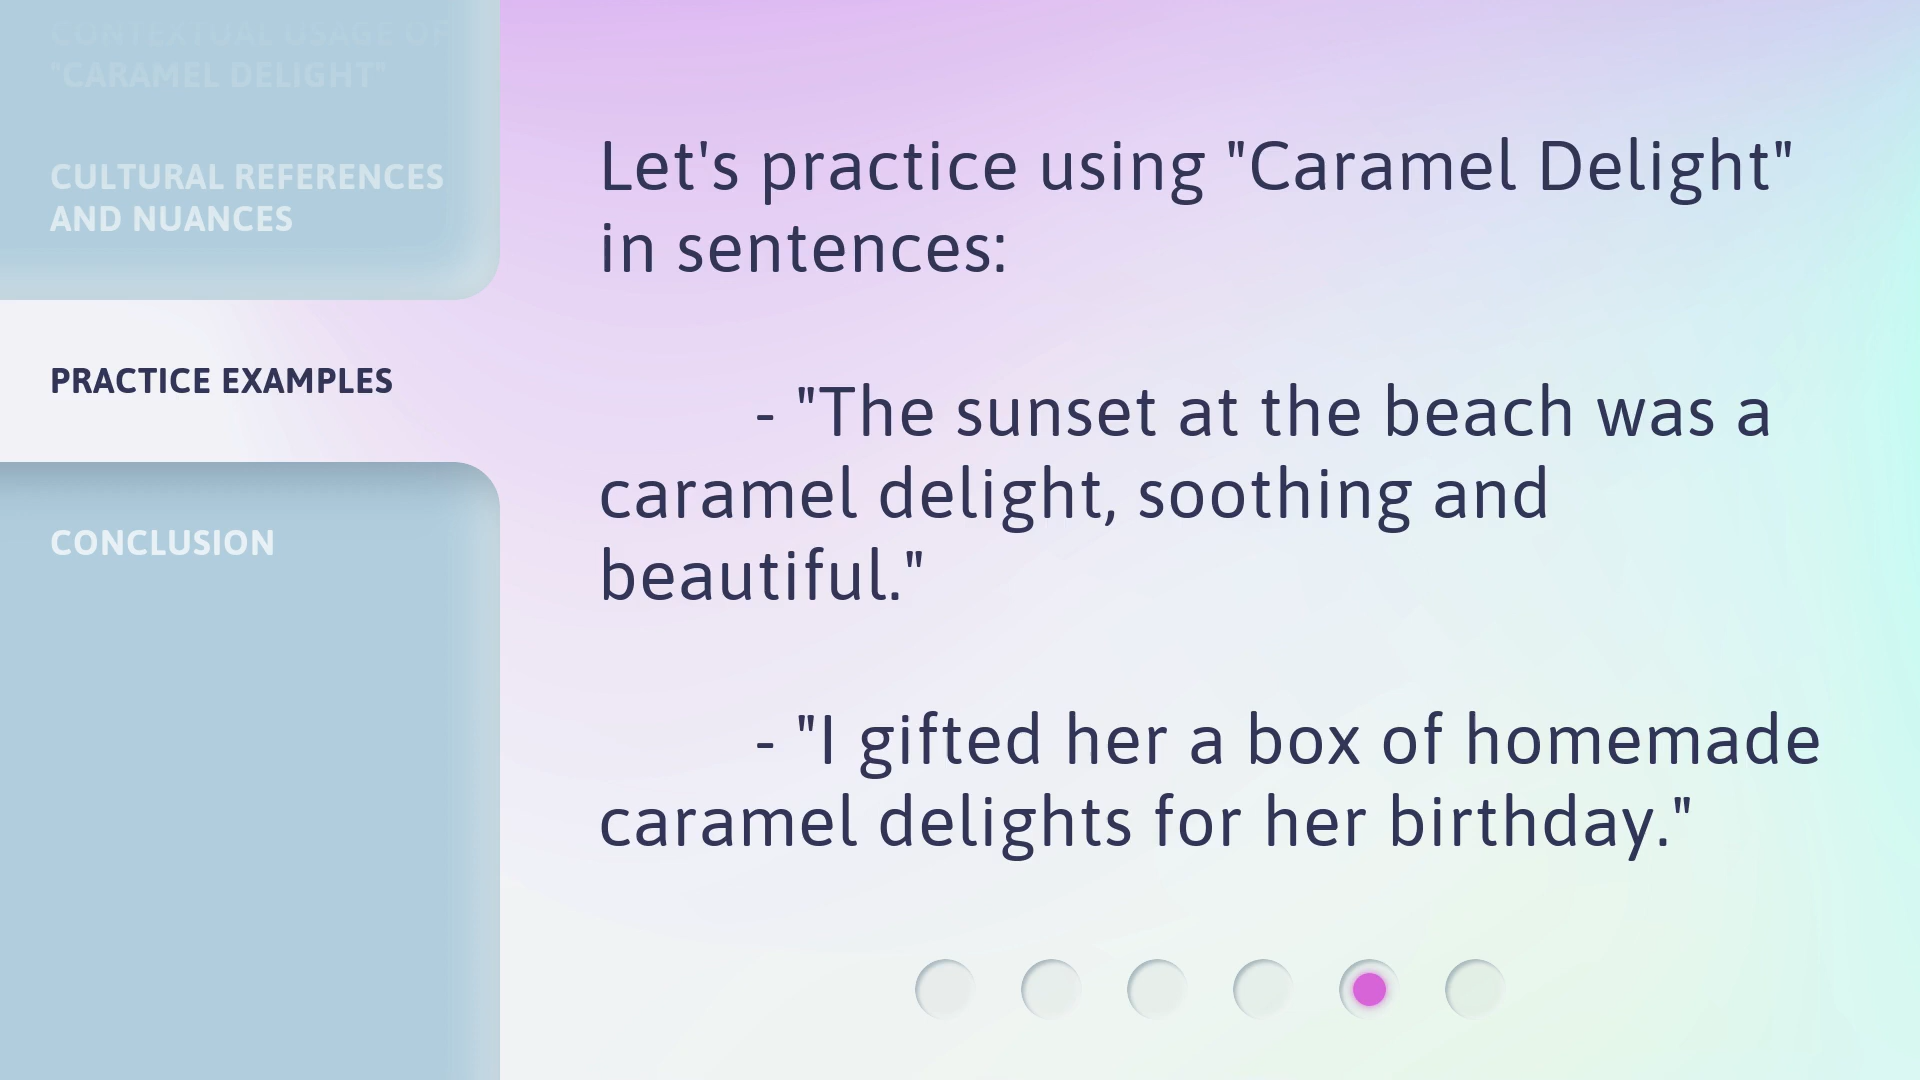 CONTEXTUAL USAGE OF
"CARAMEL DELIGHT"
CULTURAL REFERENCES
AND NUANCES
PRACTICE EXAMPLES
CONCLUSION
Let's practice using "Caramel Delight"
in sentences:
- "The sunset at the beach was a
caramel delight, soothing and
beautiful."
- "I gifted her a box of homemade
caramel delights for her birthday."